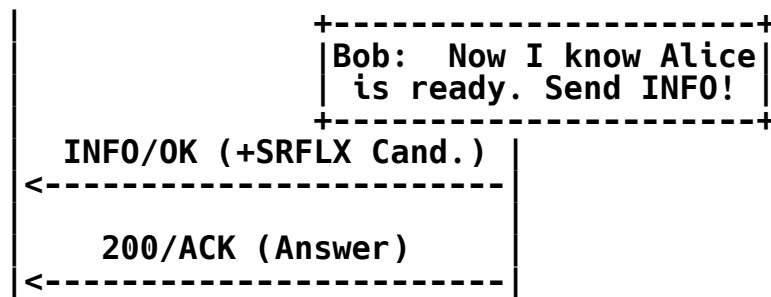 Bob: Now I know Alice
is ready. Send INFO!
INFO/OK (+SRFLX Cand.)
200/ACK (Answer)